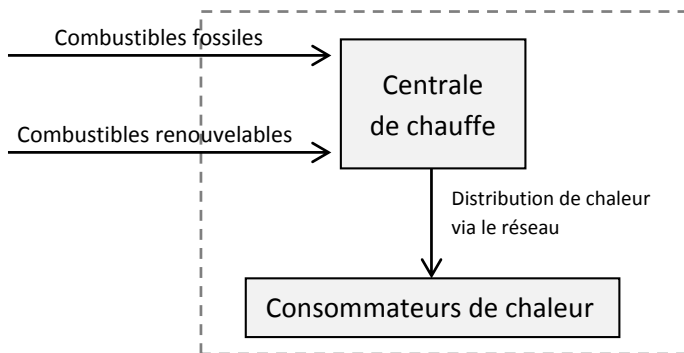 Combustibles fossiles
Centrale
de chauffe
Combustibles renouvelables
Distribution de chaleur
via le réseau
Consommateurs de chaleur